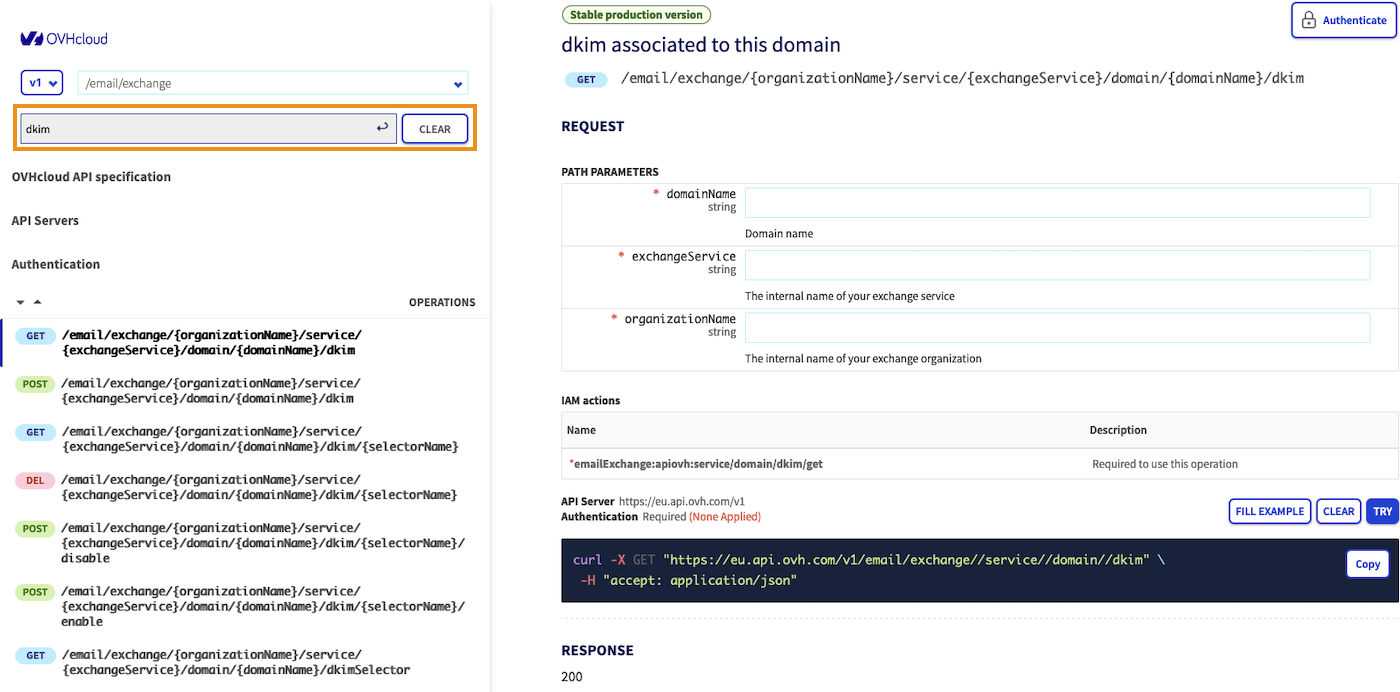 OVHcloud
v1
/email/exchange
dkim
CLEAR
OVHcloud API specification
API Servers
Authentication
OPERATIONS
GET
/email/exchange/{organizationName}/service/
{exchangeService}/domain/{domainName}/dkim
POST
/email/exchange/{organizationName}/service/
{exchangeService}/domain/{domainName}/dkim
GET
/email/exchange/{organizationName}/service/
{exchangeService}/domain/{domainName}/dkim/{selectorName}
DEL
/email/exchange/{organizationName}/service/
{exchangeService}/domain/{domainName}/dkim/{selectorName}
POST
/email/exchange/{organizationName}/service/
{exchangeService}/domain/{domainName}/dkim/{selectorName}/
disable
POST
/email/exchange/{organizationName}/service/
{exchangeService}/domain/{domainName}/dkim/{selectorName}/
enable
GET
/email/exchange/{organizationName}/service/
{exchangeService}/domain/{domainName}/dkimSelector
Stable production version
Authenticate
dkim associated to this domain
GET /email/exchange/{organizationName}/service/{exchangeService}/domain/{domainName}/dkim
REQUEST
PATH PARAMETERS
* domainName
string
Domain name
* exchangeService
string
The internal name of your exchange service
* organizationName
string
The internal name of your exchange organization
IAM actions
Name Description
*emailExchange:apiovh:service/domain/dkim/get Required to use this operation
API Server https://eu.api.ovh.com/v1
Authentication Required (None Applied)
FILL EXAMPLE CLEAR TRY
curl -X GET "https://eu.api.ovh.com/v1/email/exchange//service//domain//dkim" \
-H "accept: application/json"
Copy
RESPONSE
200